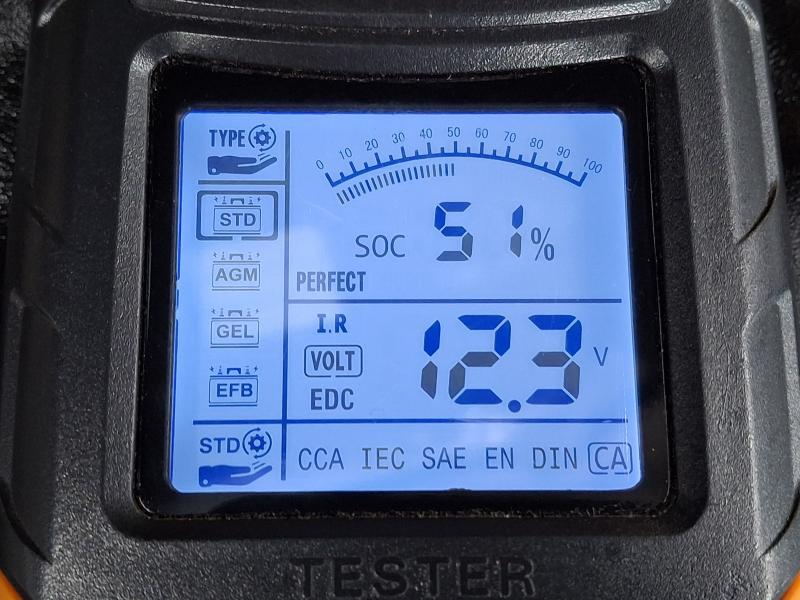 TYPE
0 10 20 30 40 50 60 70 80 90 100
STD
AGM
GEL
EFB
SOC 51%
PERFECT
I.R
VOLT
EDC
12.3 V
STD
CCA IEC SAE EN DIN CA
TESTER